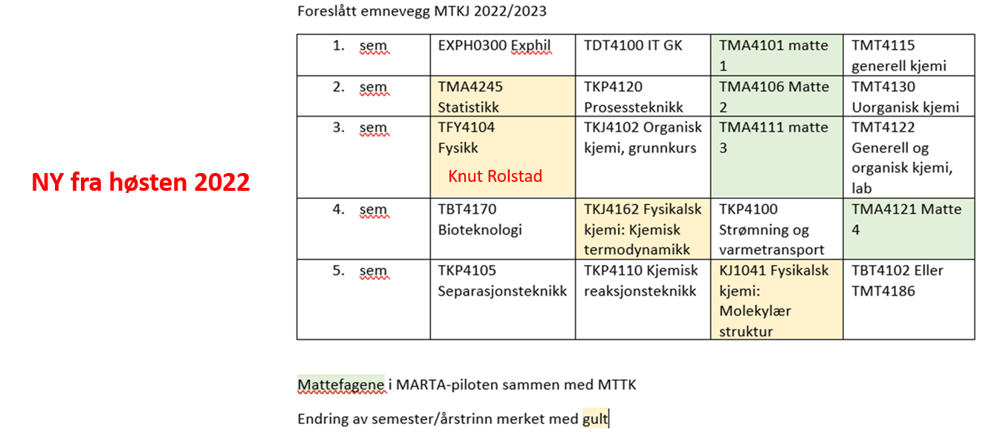 Foreslått emnevegg MTKJ 2022/2023
1. sem
EXPH0300 Exphil
TDT4100 IT GK
TMA4101 matte
1
TMT4115
generell kjemi
2. sem
TMA4245
Statistikk
TKP4120
Prosessteknikk
TMA4106 Matte
2
TMT4130
Uorganisk kjemi
3. sem
TFY4104
Fysikk
Knut Rolstad
TKJ4102 Organisk
kjemi, grunnkurs
TMA4111 matte
3
TMT4122
Generell og
organisk kjemi,
lab
NY fra høsten 2022
4. sem
TBT4170
Bioteknologi
TKJ4162 Fysikalsk
kjemi: Kjemisk
termodynamikk
TKP4100
Strømning og
varmetransport
TMA4121 Matte
4
5. sem
TKP4105
Separasjonsteknikk
TKP4110 Kjemisk
reaksjonsteknikk
KJ1041 Fysikalsk
kjemi:
Molekylær
struktur
TBT4102 Eller
TMT4186
Mattefagene i MARTA-piloten sammen med MTTK
Endring av semester/årstrinn merket med gult